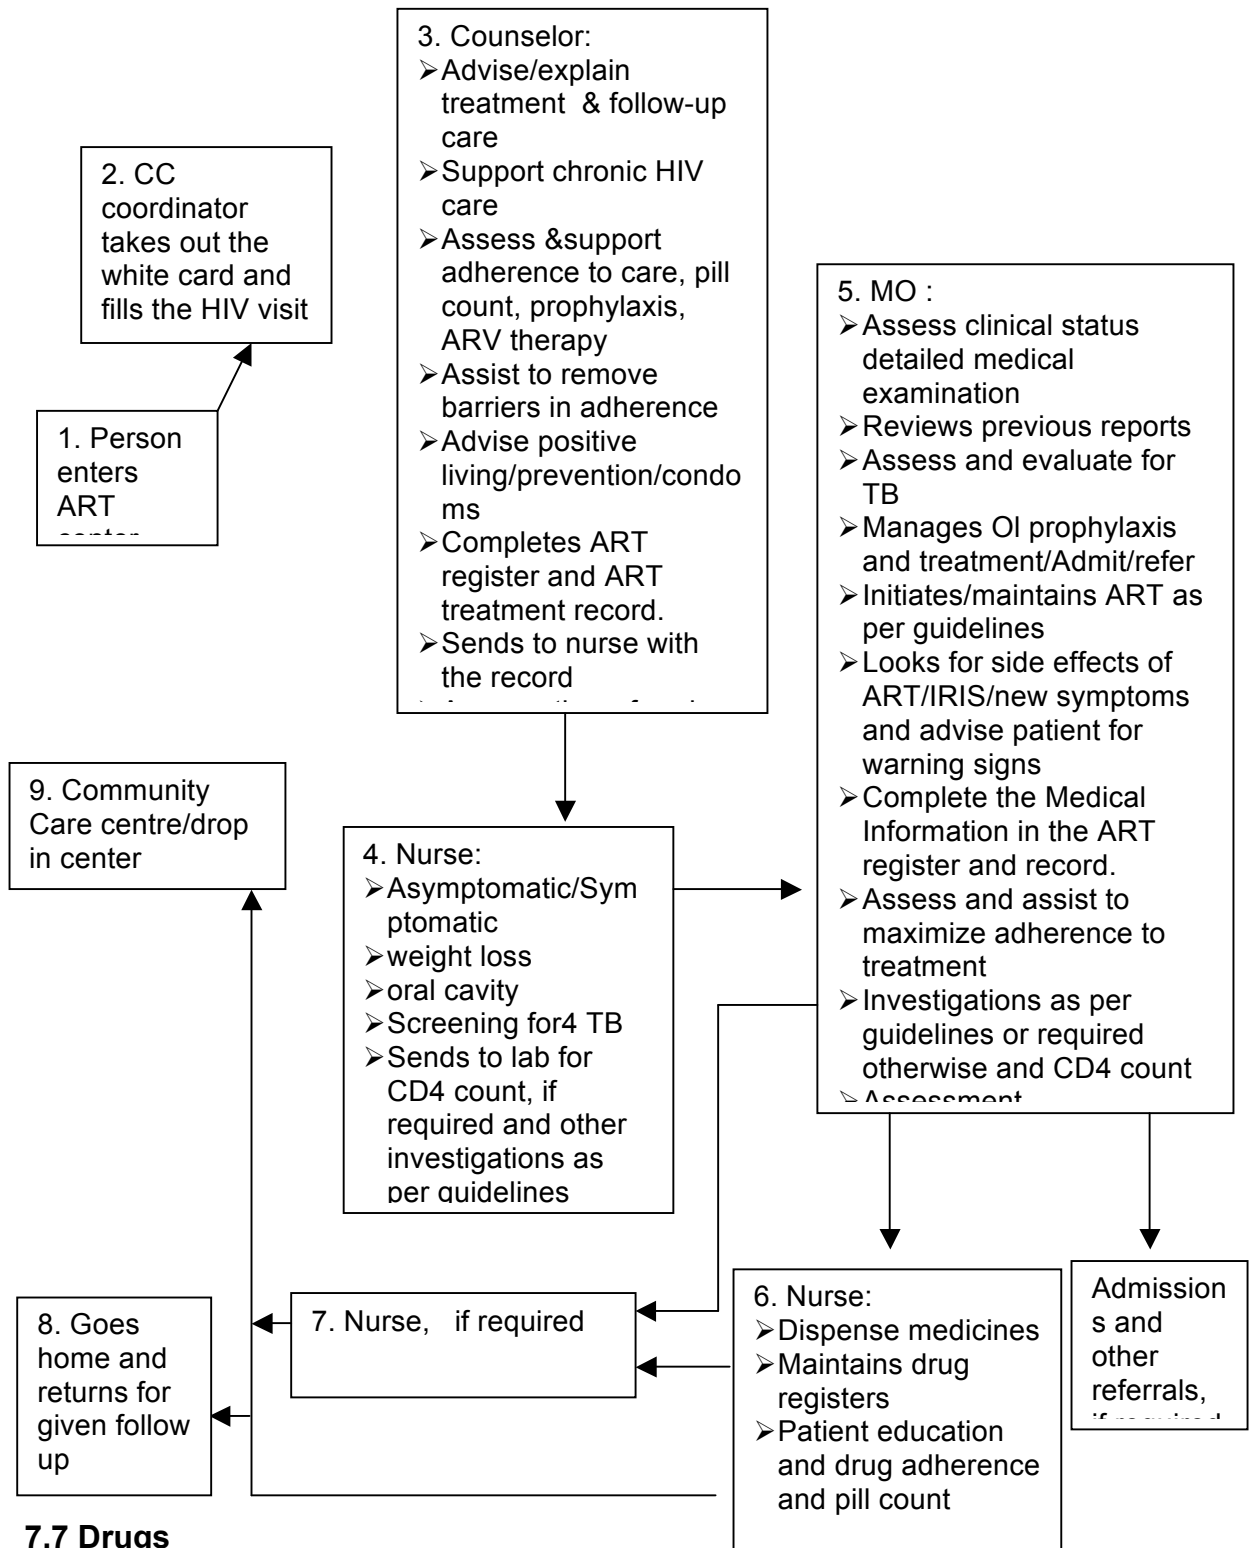 1. Person
enters
ART
2. CC
coordinator
takes out the
white card and
fills the HIV visit
3. Counselor:
➢Advise/explain
treatment & follow-up
care
➢Support chronic HIV
care
➢Assess &support
adherence to care, pill
count, prophylaxis,
ARV therapy
➢Assist to remove
barriers in adherence
➢Advise positive
living/prevention/condo
ms
➢Completes ART
register and ART
treatment record.
➢Sends to nurse with
the record
4. Nurse:
➢Asymptomatic/Sym
ptomatic
➢weight loss
➢oral cavity
➢Screening for4 TB
➢Sends to lab for
CD4 count, if
required and other
investigations as
per guidelines
5. MO :
➢Assess clinical status
detailed medical
examination
➢Reviews previous reports
➢Assess and evaluate for
TB
➢Manages OI prophylaxis
and treatment/Admit/refer
➢Initiates/maintains ART as
per guidelines
➢Looks for side effects of
ART/IRIS/new symptoms
and advise patient for
warning signs
➢Complete the Medical
Information in the ART
register and record.
➢Assess and assist to
maximize adherence to
treatment
➢Investigations as per
guidelines or required
otherwise and CD4 count
➢Assessment
6. Nurse:
➢Dispense medicines
➢Maintains drug
registers
➢Patient education
and drug adherence
and pill count
Admission
s and
other
referrals,
if required
7. Nurse, if required
8. Goes
home and
returns for
given follow
up
9. Community
Care centre/drop
in center
7.7 Drugs